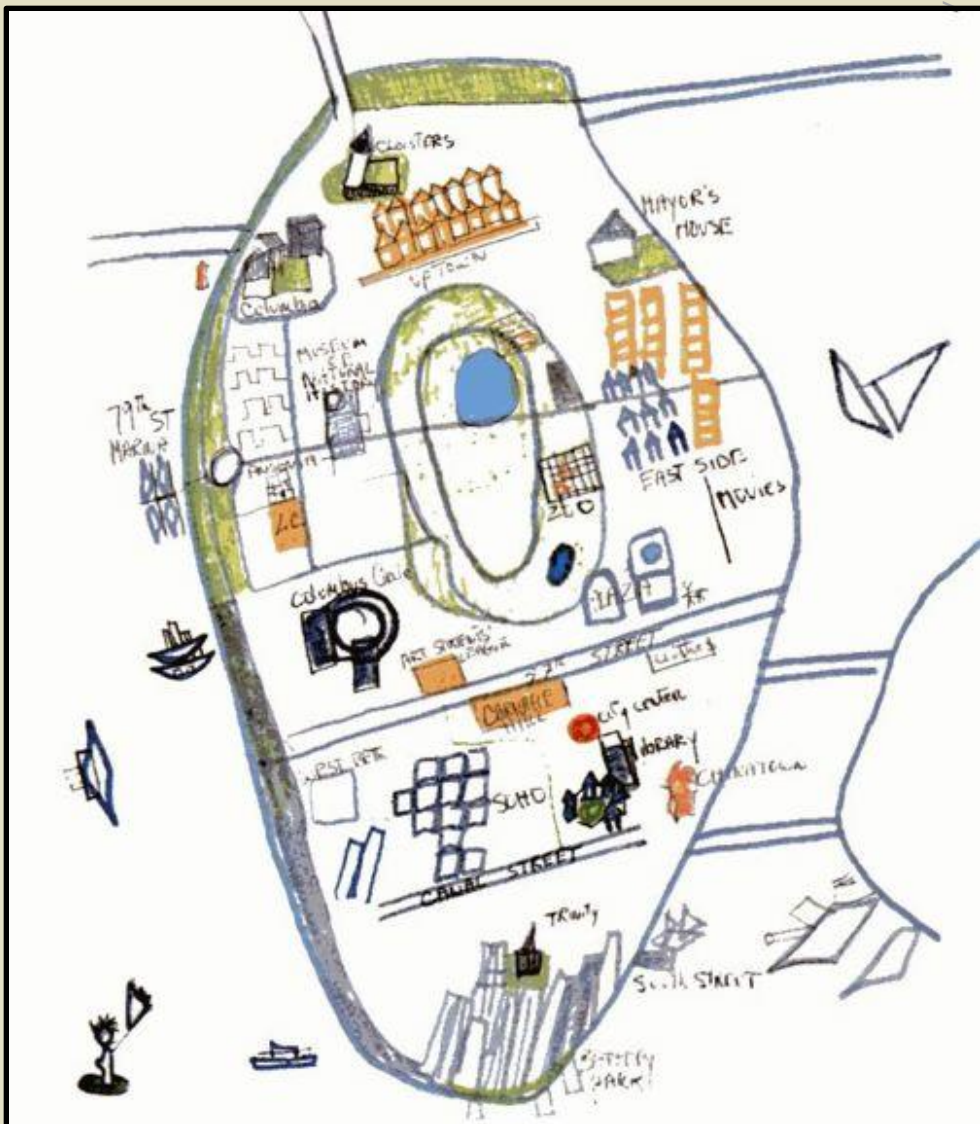 CLOISTERS
MAYOR'S
HOUSE
UPTOWN
Columbia
MUSEUM
OF
NATURAL
79th ST
MARINA
EAST SIDE
MOVIES
L.C.
ZOO
Columbus Circle
PLAZA
ART STUDENTS'
LEAGUE
57th STREET
CARNEGIE
HALL
CITY CENTER
LIBRARY
CHINATOWN
SOHO
CANAL STREET
TRINITY
SOUTH STREET
BATTERY
PARK